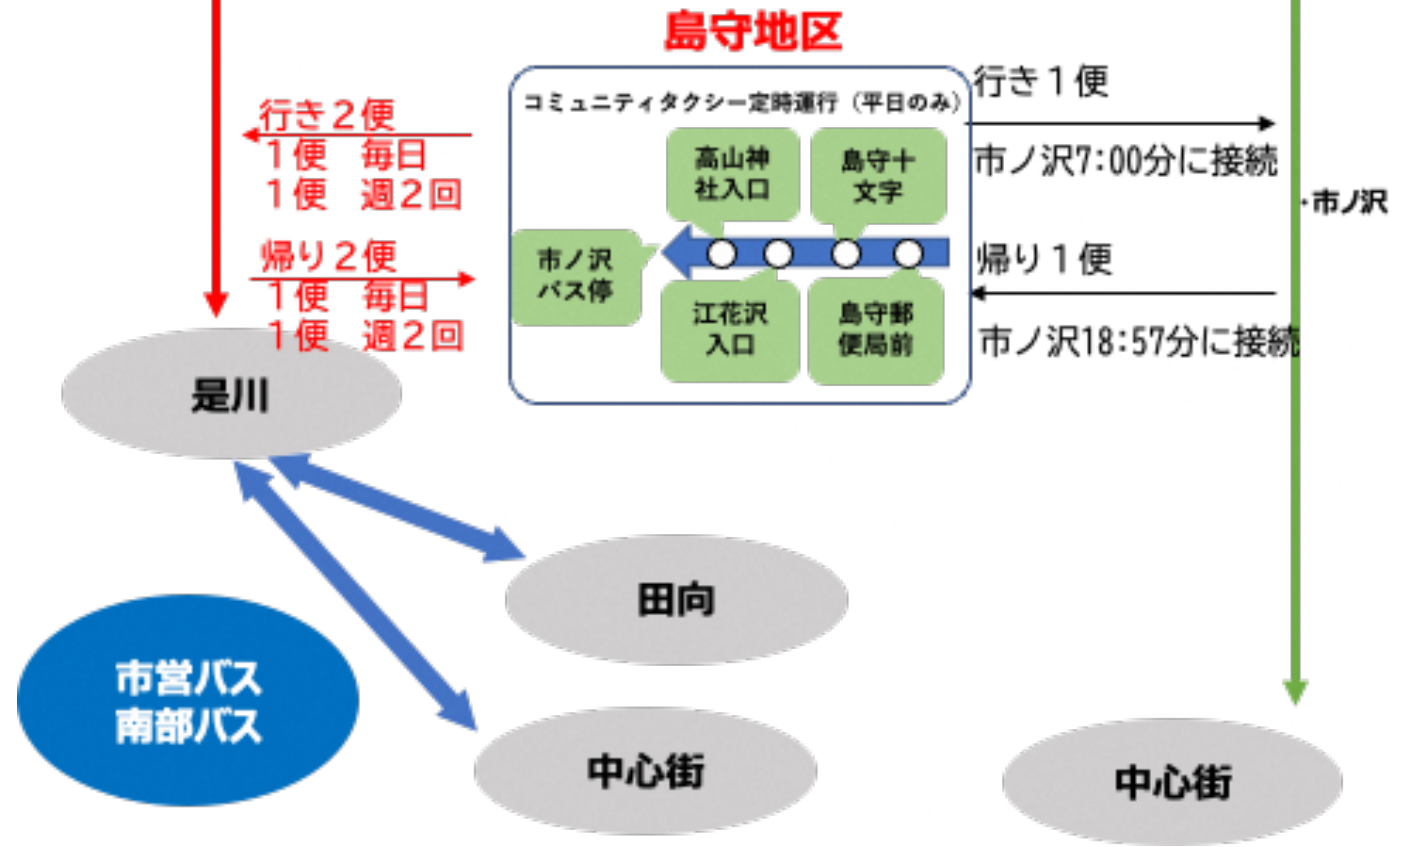 島守地区
行き２便
１便　毎日
１便　週２回
帰り２便
１便　毎日
１便　週２回
コミュニティタクシー定時運行（平日のみ）
高山神
社入口
島守十
文字
市ノ沢
バス停
江花沢
入口
島守郵
便局前
行き１便
市ノ沢7:00分に接続
・市ノ沢
帰り１便
市ノ沢18:57分に接続
是川
田向
市営バス
南部バス
中心街
中心街